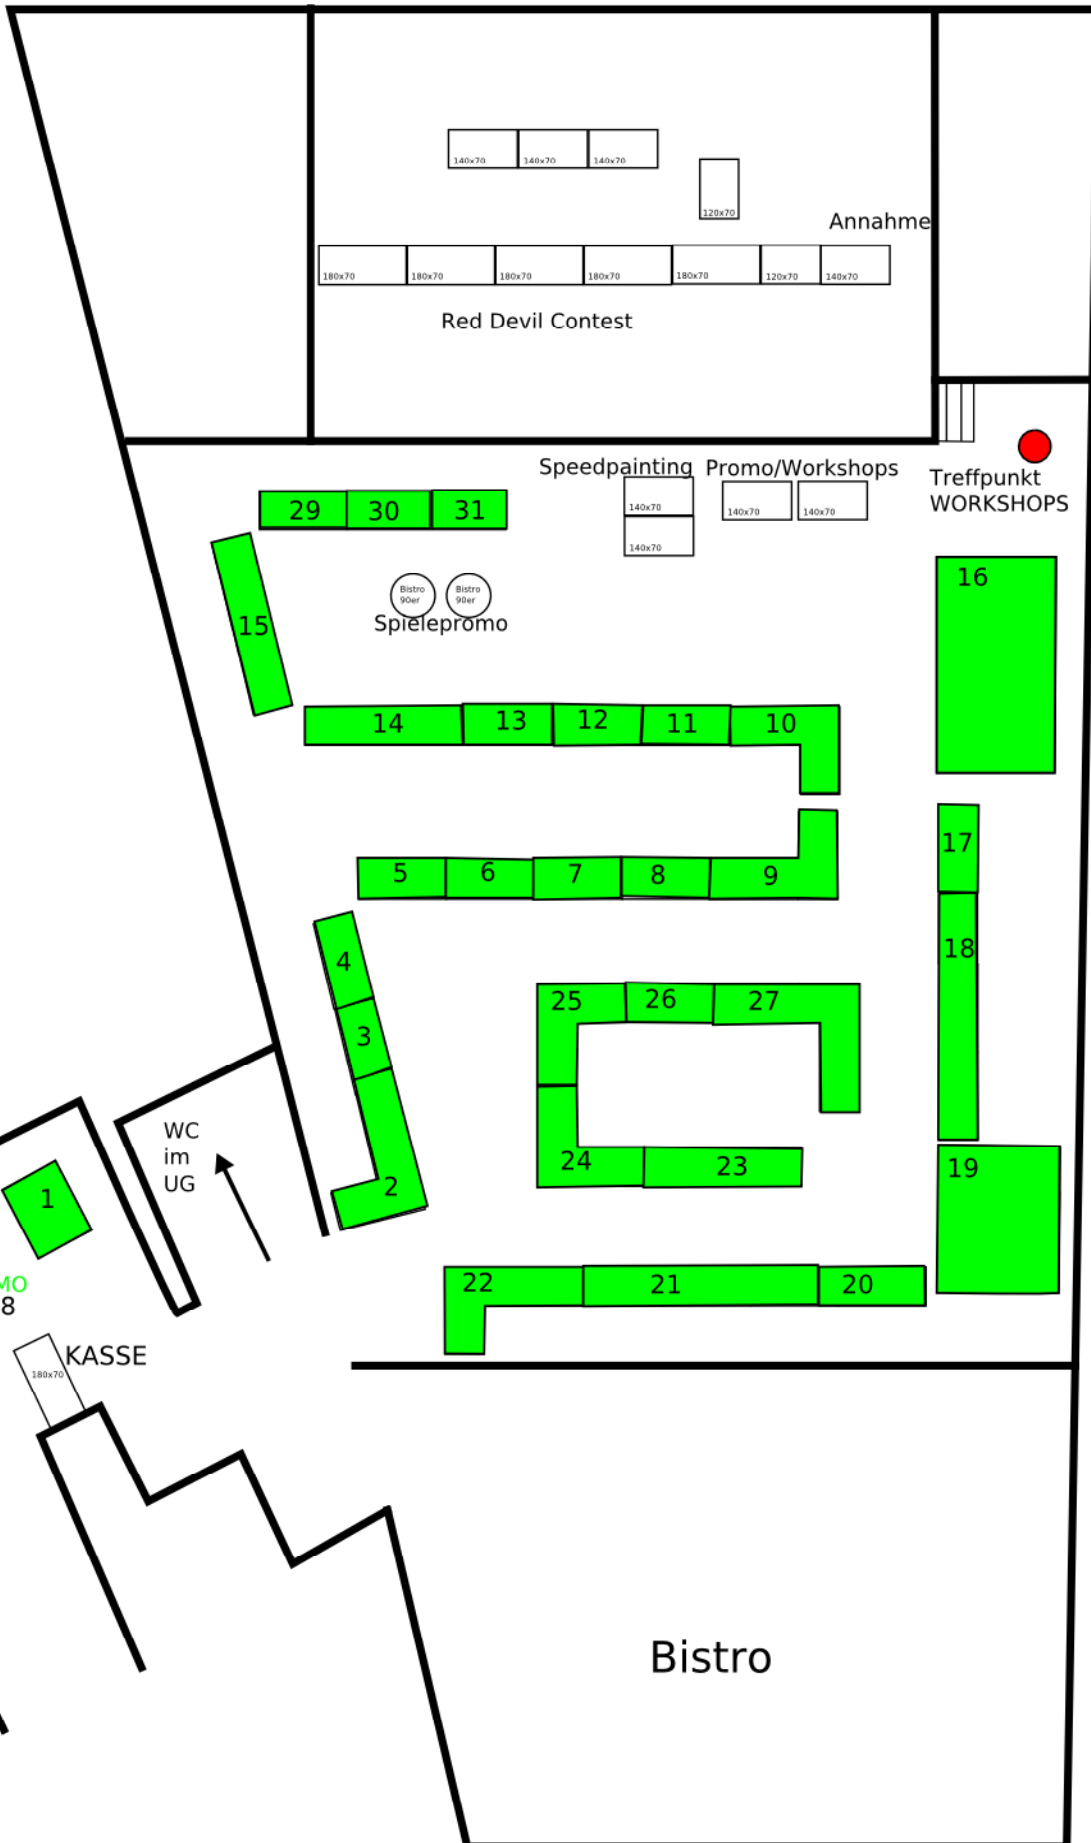 140x70
140x70
140x70
120x70
Annahme
180x70
180x70
180x70
180x70
180x70
120x70
140x70
Red Devil Contest
Speedpainting
Promo/Workshops
Treffpunkt
WORKSHOPS
140x70
140x70
140x70
140x70
29
30
31
16
Bistro
90er
Bistro
90er
Spielepromo
15
14
13
12
11
10
17
5
6
7
8
9
18
4
3
25
26
27
WC
im
UG
24
23
19
1
2
MO
8
22
21
20
KASSE
180x70
Bistro